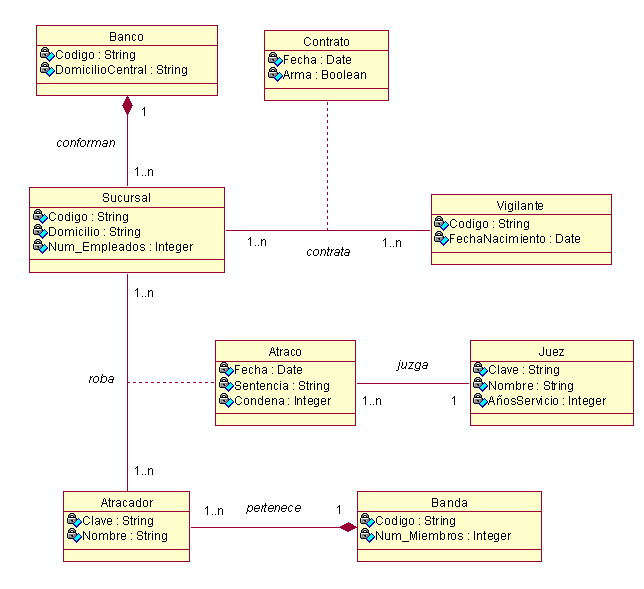 Banco
Codigo : String
DomicilioCentral : String
Contrato
Fecha : Date
Arma : Boolean
1
conforman
1..n
Sucursal
Codigo : String
Domicilio : String
Num_Empleados : Integer
1..n
contrata
1..n
Vigilante
Codigo : String
FechaNacimiento : Date
1..n
roba
1..n
Atraco
Fecha : Date
Sentencia : String
Condena : Integer
juzga
1..n
1
Juez
Clave : String
Nombre : String
AñosServicio : Integer
Atracador
Clave : String
Nombre : String
1..n
pertenece
1
Banda
Codigo : String
Num_Miembros : Integer